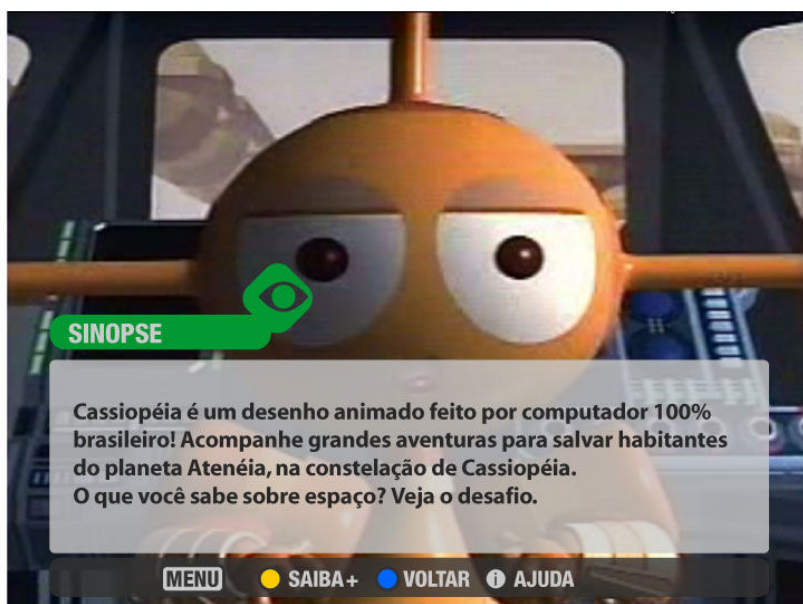 SINOPSE
Cassiopéia é um desenho animado feito por computador 100%
brasileiro! Acompanhe grandes aventuras para salvar habitantes
do planeta Atenéia, na constelação de Cassiopéia.
O que você sabe sobre espaço? Veja o desafio.
MENU SAIBA+ VOLTAR i AJUDA